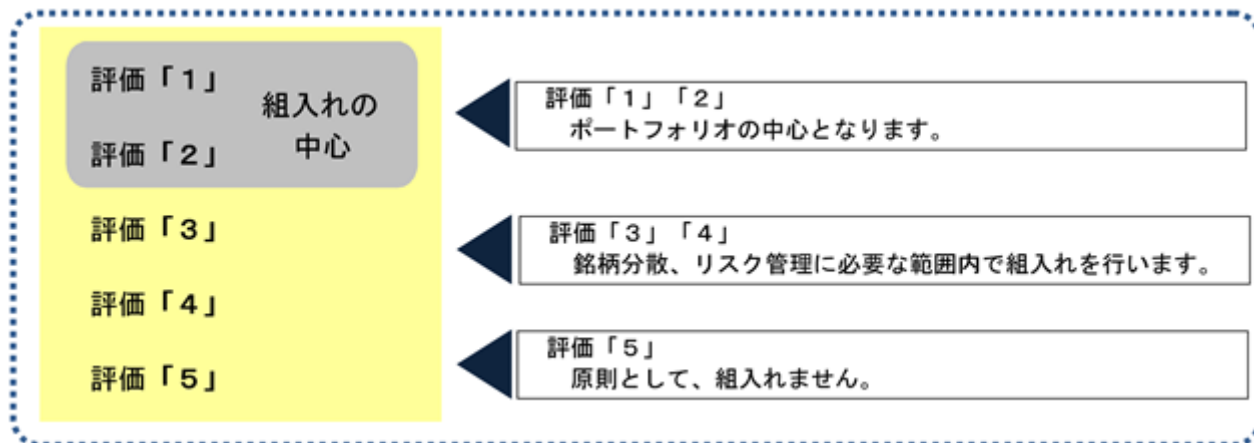 評価「１」
評価「２」
組入れの
中心
評価「３」
評価「４」
評価「５」
評価「１」「２」
ポートフォリオの中心となります。
評価「３」「４」
銘柄分散、リスク管理に必要な範囲内で組入れを行います。
評価「５」
原則として、組入れません。